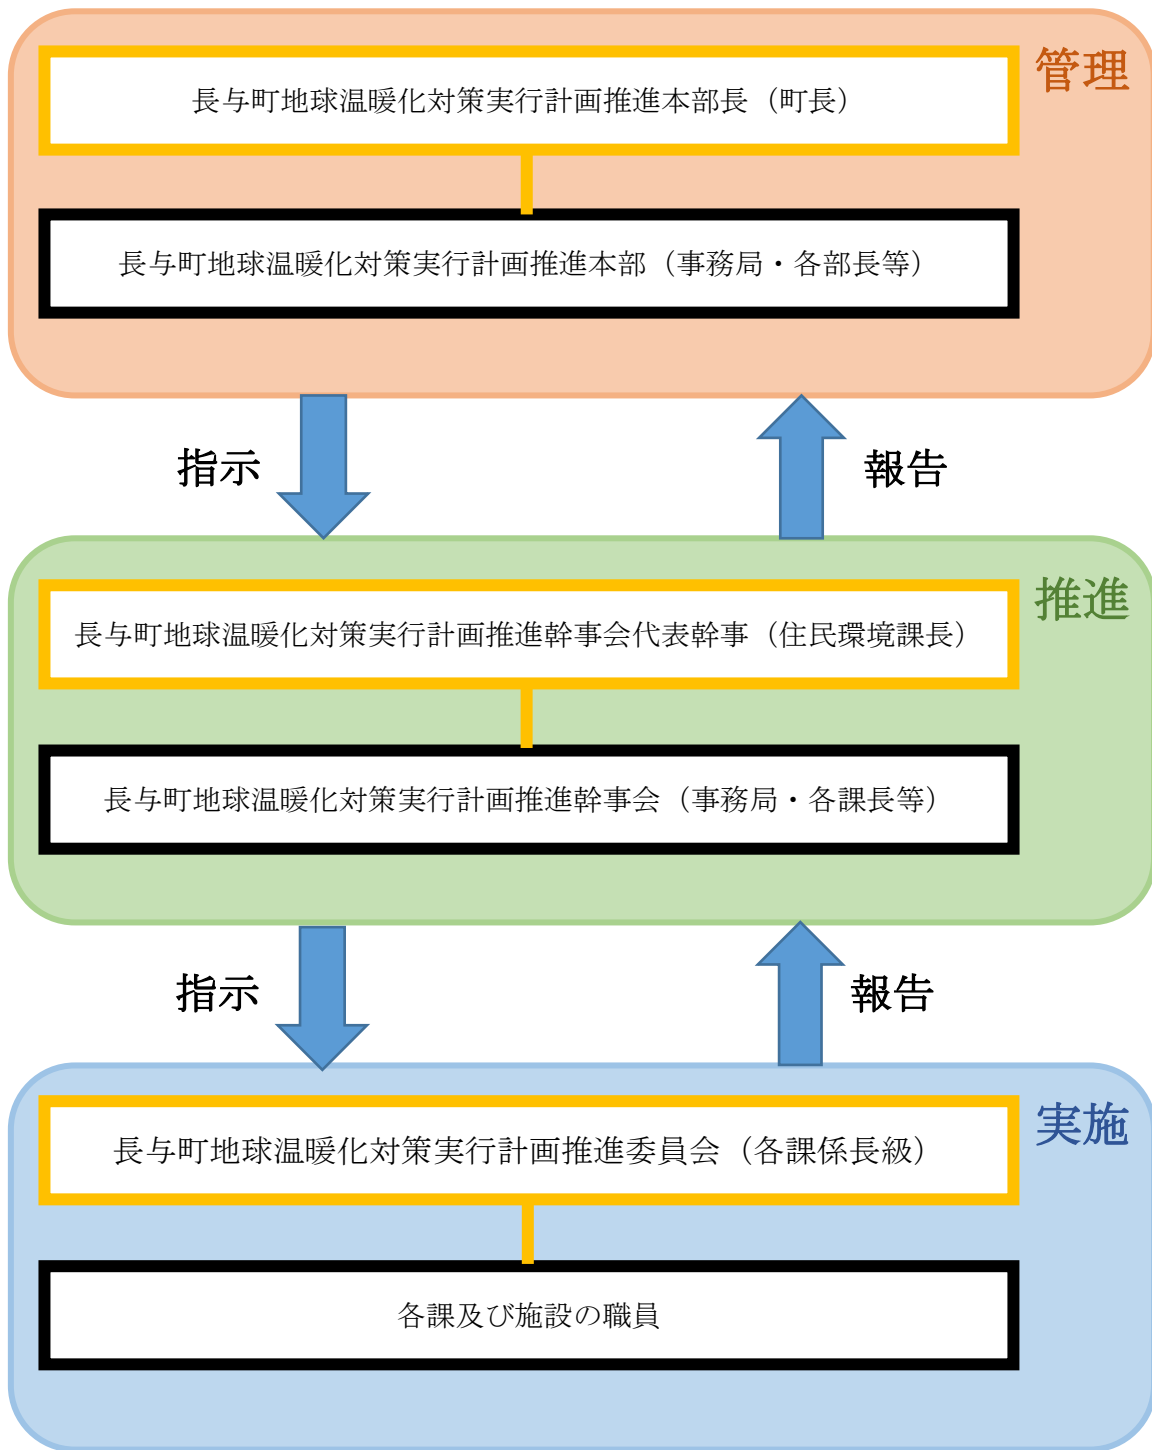 管理
長与町地球温暖化対策実行計画推進本部長（町長）
長与町地球温暖化対策実行計画推進本部（事務局・各部長等）
指示
報告
推進
長与町地球温暖化対策実行計画推進幹事会代表幹事（住民環境課長）
長与町地球温暖化対策実行計画推進幹事会（事務局・各課長等）
指示
報告
実施
長与町地球温暖化対策実行計画推進委員会（各課係長級）
各課及び施設の職員